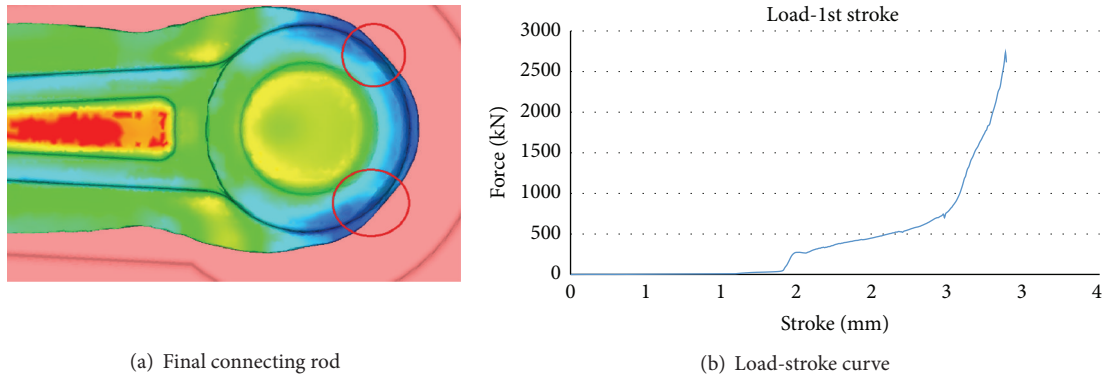 Load-1st stroke
3000
2500
2000
1500
1000
500
0
Force (kN)
0 1 1 2 2 3 3 4
Stroke (mm)
(a) Final connecting rod
(b) Load-stroke curve